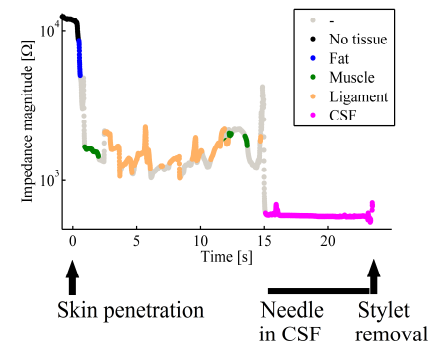 -
No tissue
Fat
Muscle
Ligament
CSF
Impedance magnitude [Ω]
10⁴
10³
0
5
10
15
20
Time [s]
Skin penetration
Needle
in CSF
Stylet
removal